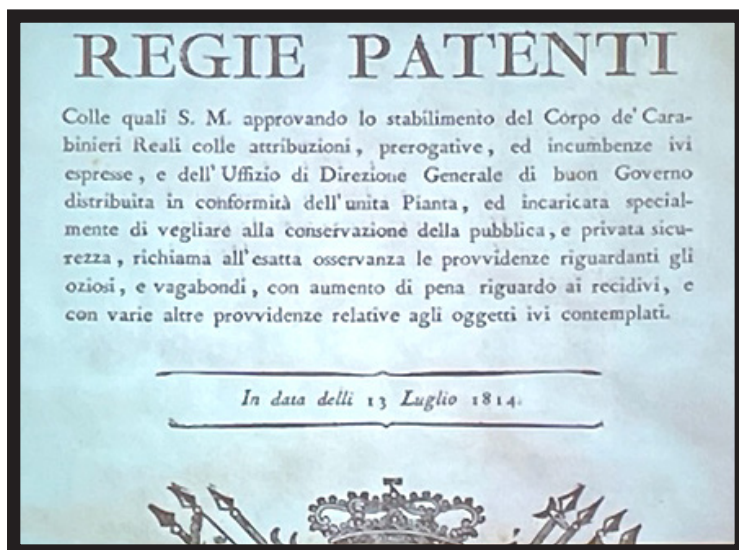 REGIE PATENTI
Colle quali S. M. approvando lo stabilimento del Corpo de' Cara-
binieri Reali colle attribuzioni, prerogative, ed incumbenze ivi
espresse, e dell' Uffizio di Direzione Generale di buon Governo
distribuita in conformità dell' unita Pianta, ed incaricata special-
mente di vegliare alla conservazione della pubblica, e privata sicu-
rezza, richiama all' esatta osservanza le provvidenze riguardanti gli
oziosi, e vagabondi, con aumento di pena riguardo ai recidivi, e
con varie altre provvidenze relative agli oggetti ivi contemplati.
In data delli 13 Luglio 1814.